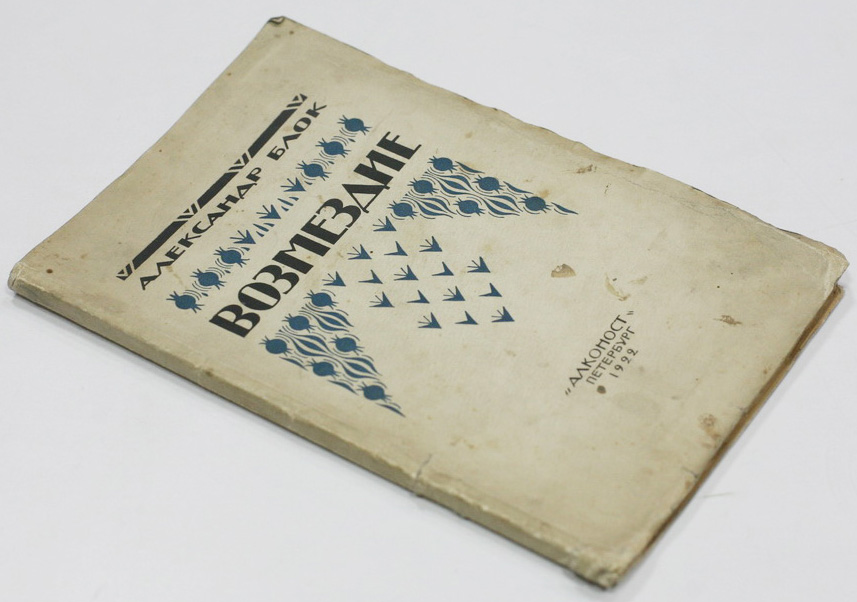 АЛЕКСАНДР БЛОК
ВОЗМЕЗДИЕ
„АЛКОНОСТ”
ПЕТЕРБУРГ
1922